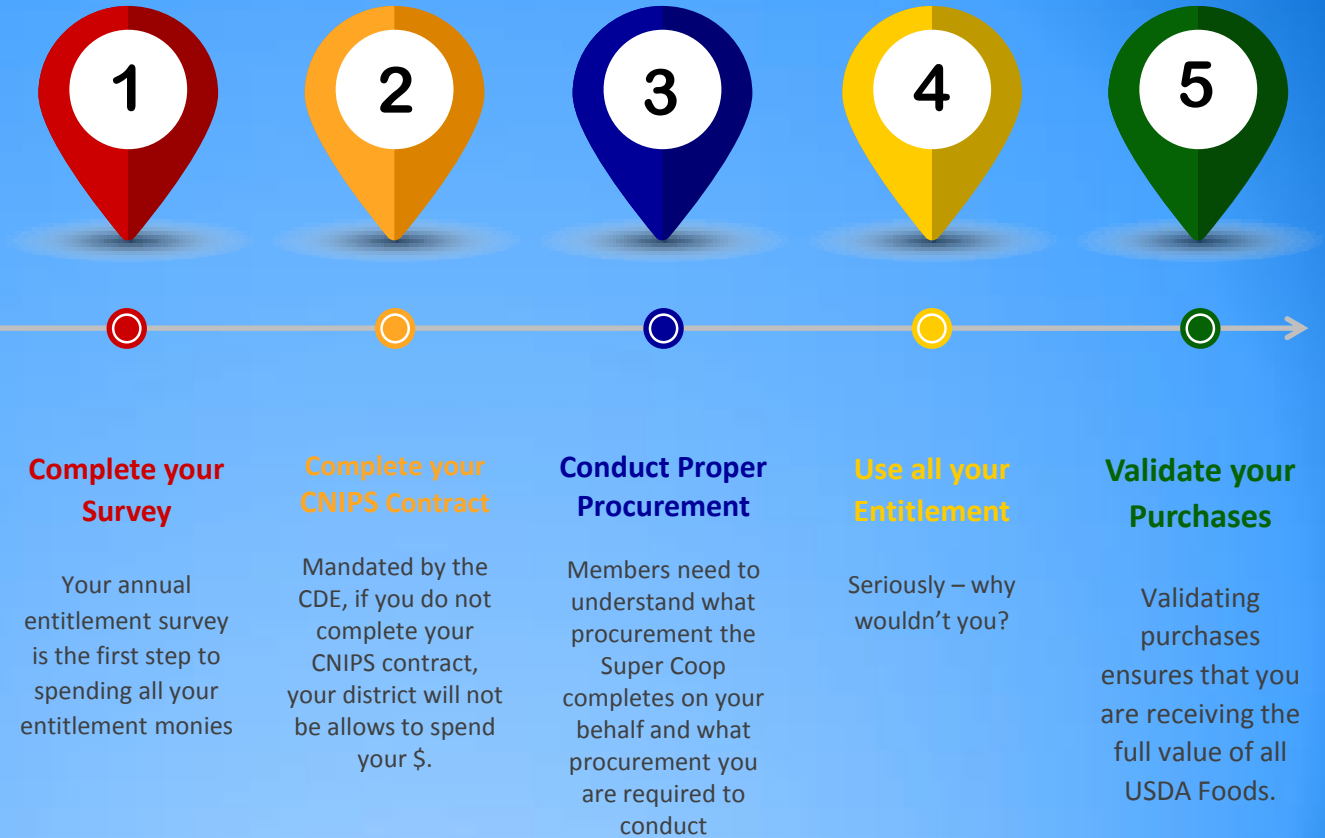 1
2
3
4
5
Complete your
Survey
Your annual
entitlement survey
is the first step to
spending all your
entitlement monies
Complete your
CNIPS Contract
Mandated by the
CDE, if you do not
complete your
CNIPS contract,
your district will not
be allows to spend
your $.
Conduct Proper
Procurement
Members need to
understand what
procurement the
Super Coop
completes on your
behalf and what
procurement you
are required to
conduct
Use all your
Entitlement
Seriously – why
wouldn’t you?
Validate your
Purchases
Validating
purchases
ensures that you
are receiving the
full value of all
USDA Foods.